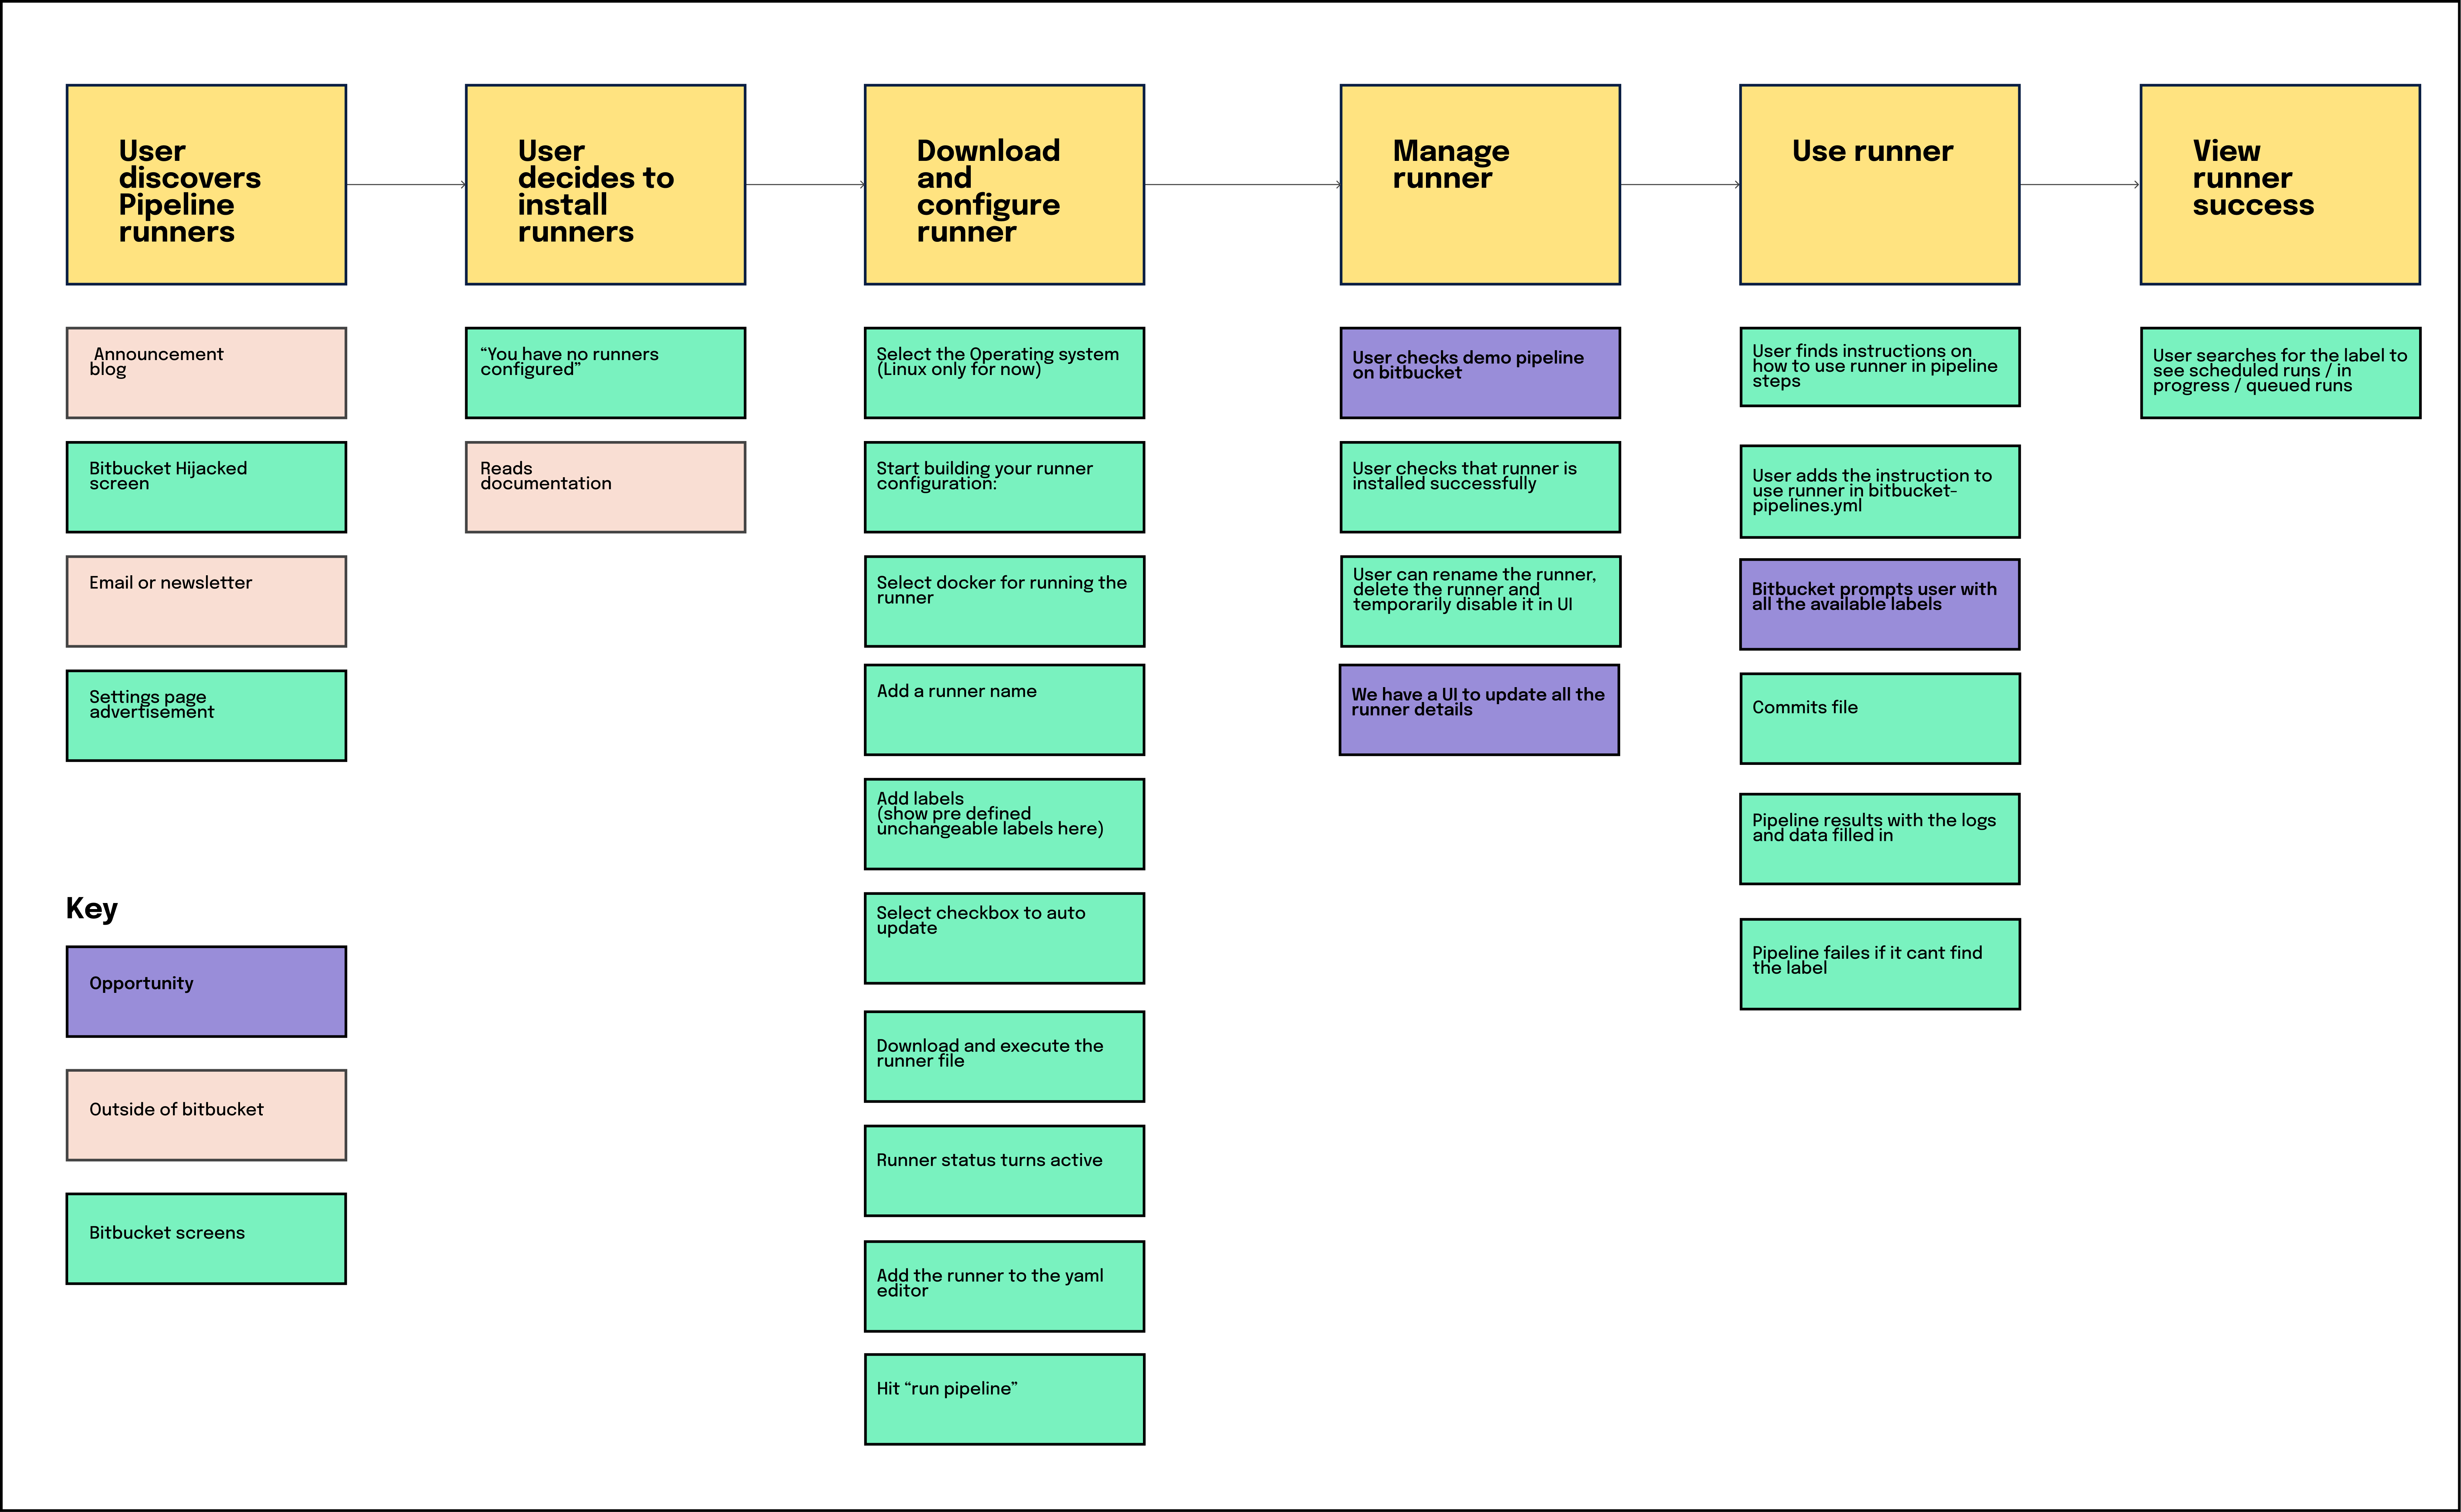 User
discovers
Pipeline
runners
User
decides to
install
runners
Download
and
configure
runner
Manage
runner
Use runner
View
runner
success
Announcement
blog
Bitbucket Hijacked
screen
Email or newsletter
Settings page
advertisement
“You have no runners
configured”
Reads
documentation
Select the Operating system
(Linux only for now)
Start building your runner
configuration:
Select docker for running the
runner
Add a runner name
Add labels
(show pre defined
unchangeable labels here)
Select checkbox to auto
update
Download and execute the
runner file
Runner status turns active
Add the runner to the yaml
editor
Hit “run pipeline”
User checks demo pipeline
on bitbucket
User checks that runner is
installed successfully
User can rename the runner,
delete the runner and
temporarily disable it in UI
We have a UI to update all the
runner details
User finds instructions on
how to use runner in pipeline
steps
User adds the instruction to
use runner in bitbucket-
pipelines.yml
Bitbucket prompts user with
all the available labels
Commits file
Pipeline results with the logs
and data filled in
Pipeline failes if it cant find
the label
User searches for the label to
see scheduled runs / in
progress / queued runs
Key
Opportunity
Outside of bitbucket
Bitbucket screens